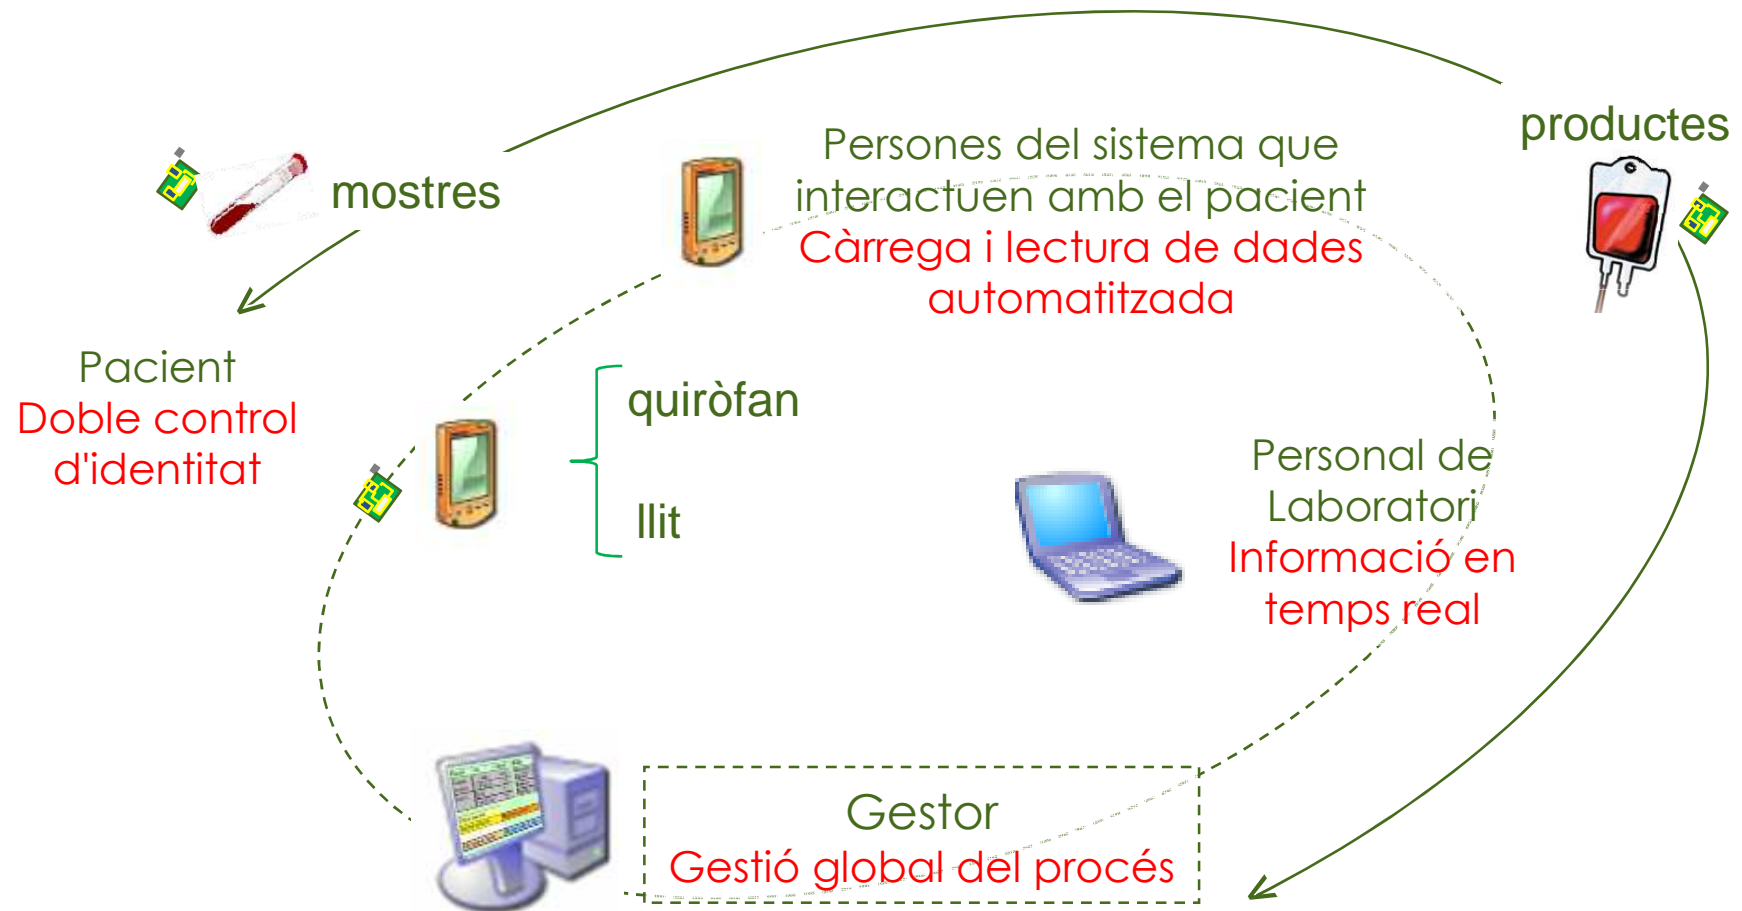 productes
mostres
Persones del sistema que
interactuen amb el pacient
Càrrega i lectura de dades
automatitzada
Pacient
Doble control
d'identitat
quiròfan
llit
Personal de
Laboratori
Informació en
temps real
Gestor
Gestió global del procés